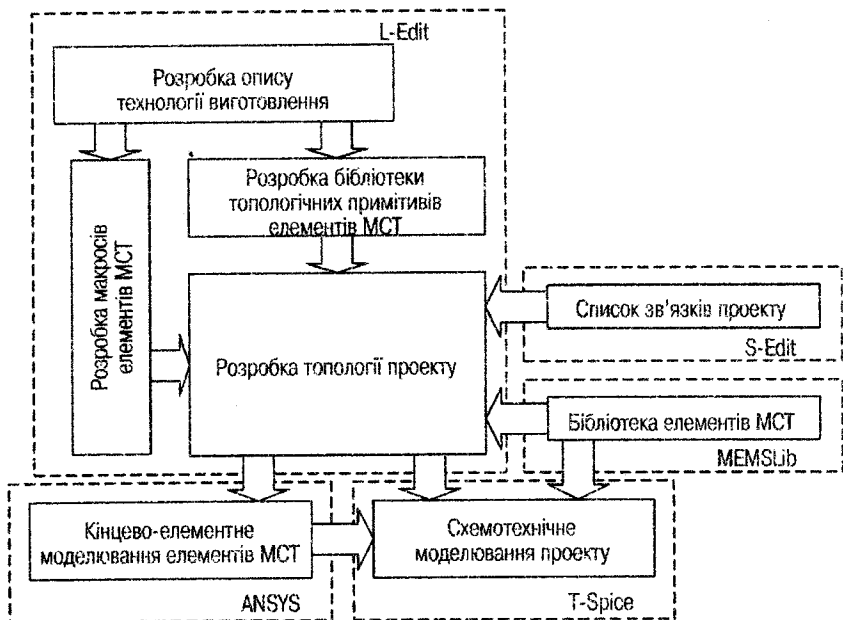 L-Edit
Розробка опису
технології виготовлення
Розробка макросів
елементів МСТ
Розробка бібліотеки
топологічних примітивів
елементів МСТ
Розробка топології проекту
Список зв'язків проекту
S-Edit
Бібліотека елементів МСТ
MEMSLib
Кінцево-елементне
моделювання елементів МСТ
ANSYS
Схемотехнічне
моделювання проекту
T-Spice